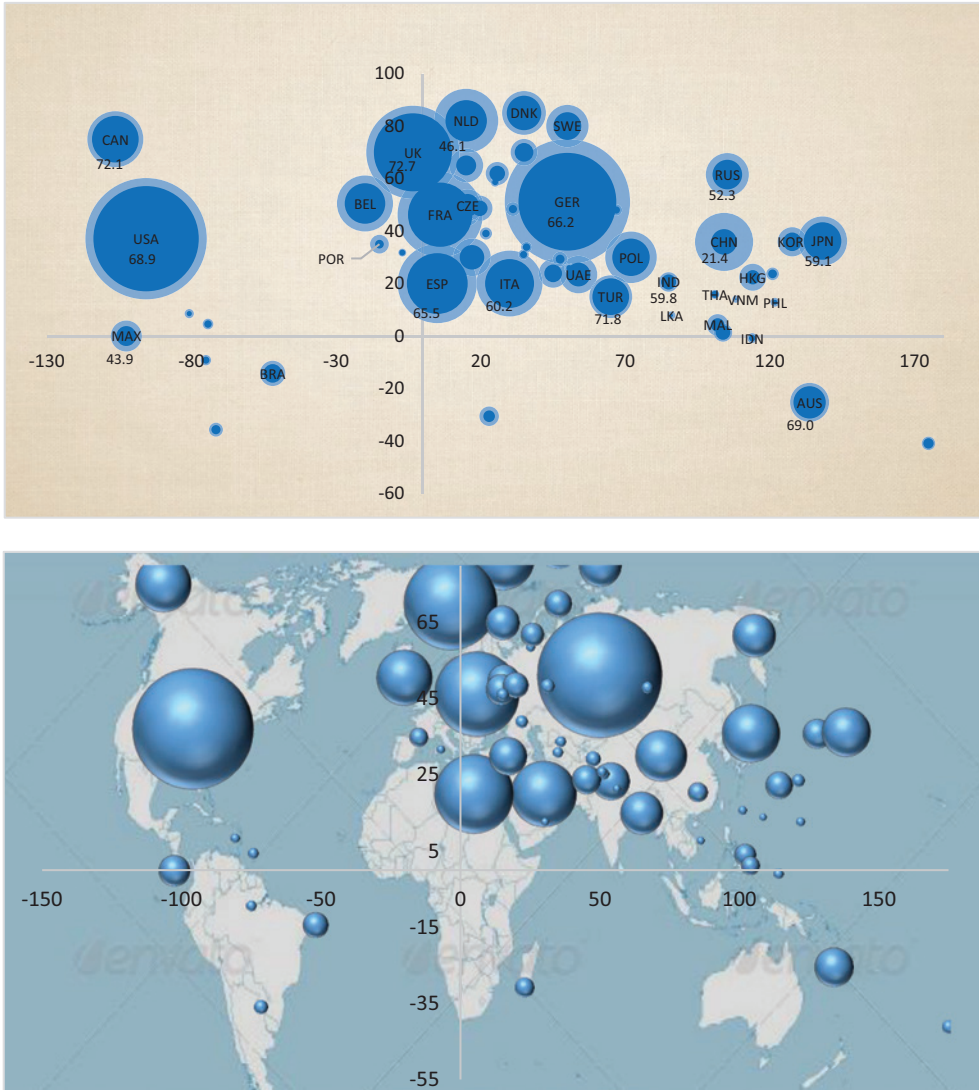 100
80
60
40
20
0
-20
-40
-60
-130
-80
-30
20
70
120
170
CAN
72.1
USA
68.9
MAX
43.9
BRA
UK
72.7
NLD
46.1
DNK
SWE
BEL
FRA
CZE
GER
66.2
POR
ESP
65.5
ITA
60.2
UAE
POL
TUR
71.8
RUS
52.3
CHN
21.4
KOR
JPN
59.1
HKG
IND
59.8
THA
VNM
PHL
LKA
MAL
IDN
AUS
69.0
65
45
25
5
-15
-35
-55
-150
-100
-50
0
50
100
150
envato
envato
envato
envato
envato